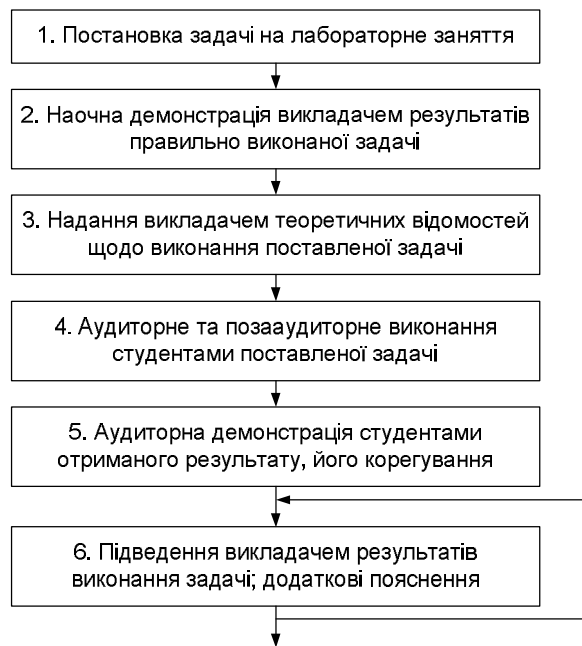 1. Постановка задачі на лабораторне заняття
2. Наочна демонстрація викладачем результатів
правильно виконаної задачі
3. Надання викладачем теоретичних відомостей
щодо виконання поставленої задачі
4. Аудиторне та позааудиторне виконання
студентами поставленої задачі
5. Аудиторна демонстрація студентами
отриманого результату, його корегування
6. Підведення викладачем результатів
виконання задачі; додаткові пояснення